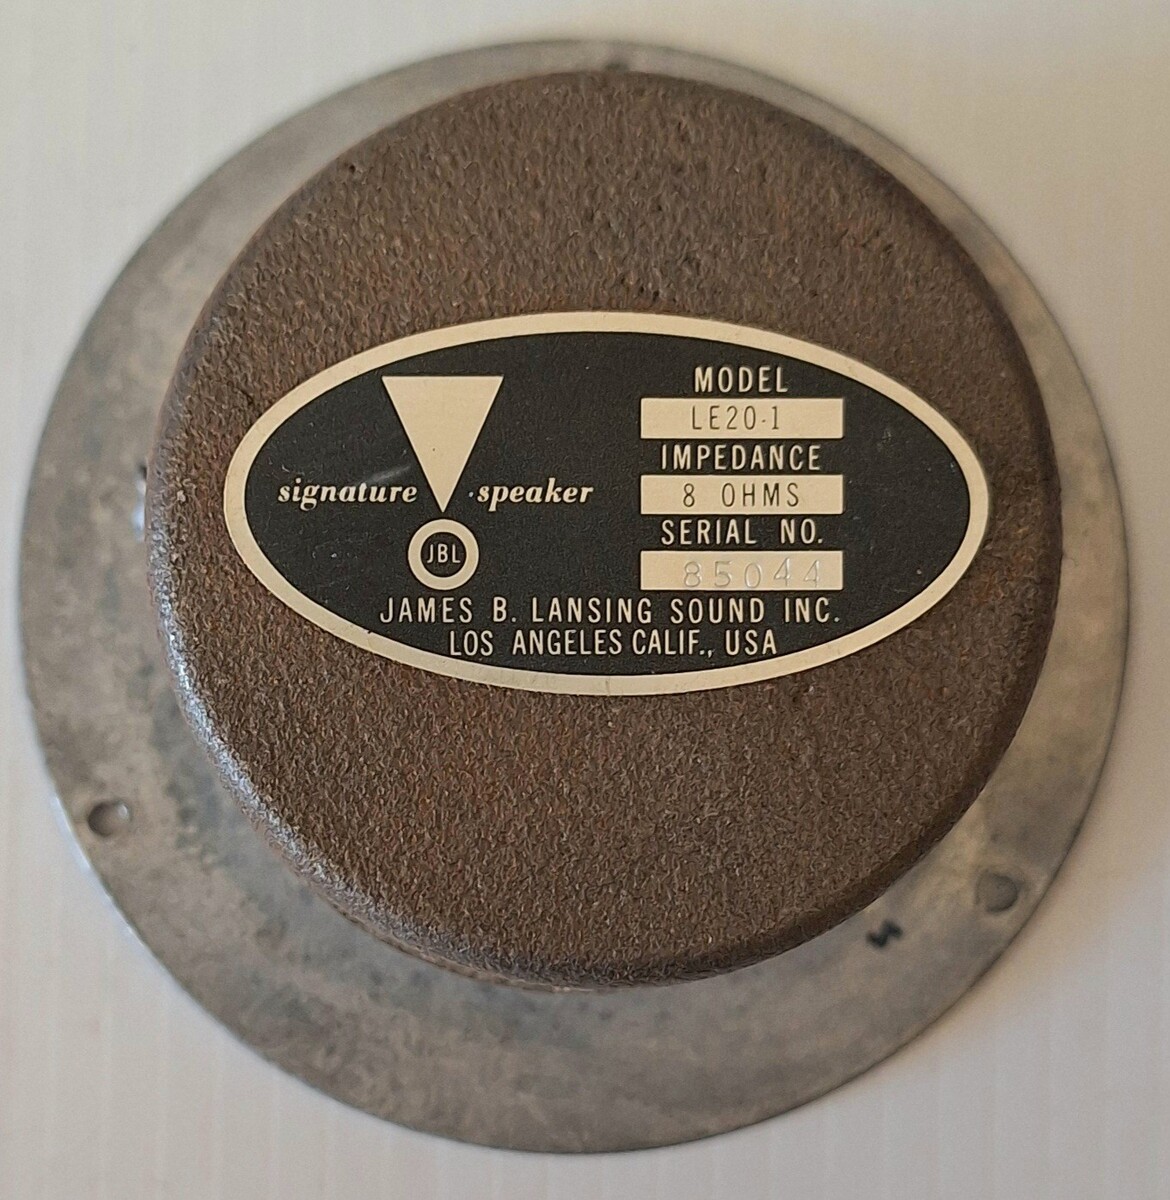 MODEL
LE20-1
IMPEDANCE
8 OHMS
SERIAL NO.
85044
signature speaker
JBL
JAMES B. LANSING SOUND INC.
LOS ANGELES CALIF., USA